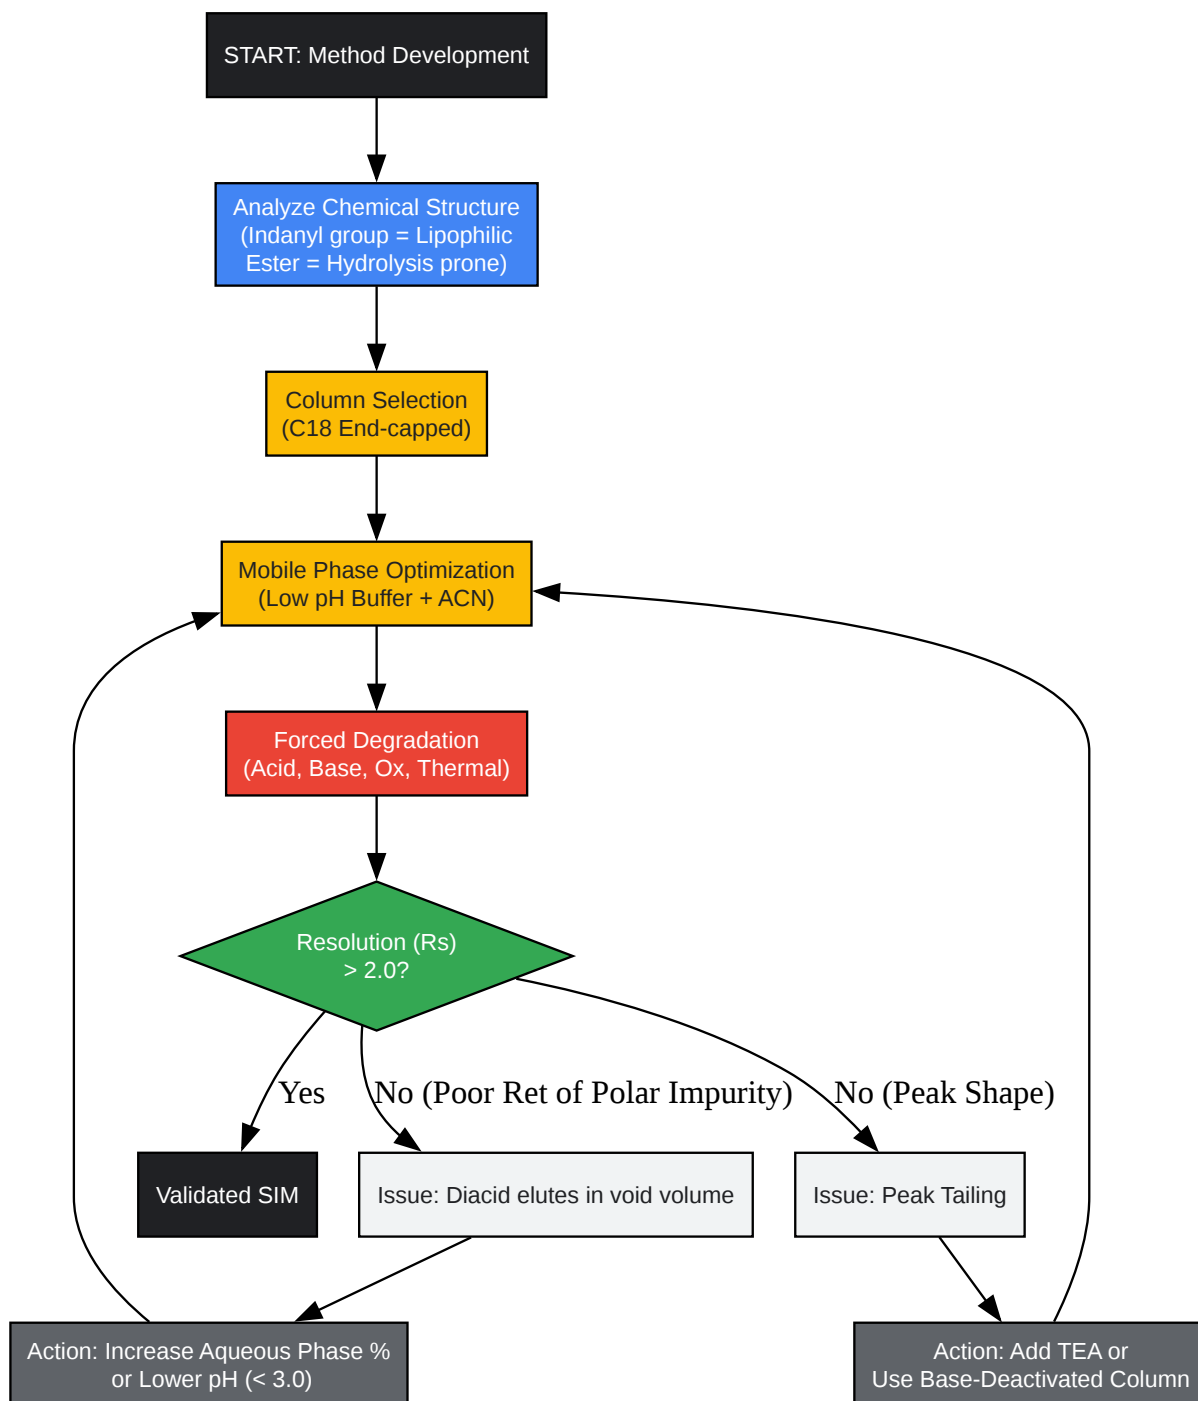 START: Method Development
Analyze Chemical Structure
(Indanyl group = Lipophilic
Ester = Hydrolysis prone)
Column Selection
(C18 End-capped)
Mobile Phase Optimization
(Low pH Buffer + ACN)
Forced Degradation
(Acid, Base, Ox, Thermal)
Resolution (Rs)
> 2.0?
Yes
No (Poor Ret of Polar Impurity)
No (Peak Shape)
Validated SIM
Issue: Diacid elutes in void volume
Issue: Peak Tailing
Action: Increase Aqueous Phase %
or Lower pH (< 3.0)
Action: Add TEA or
Use Base-Deactivated Column